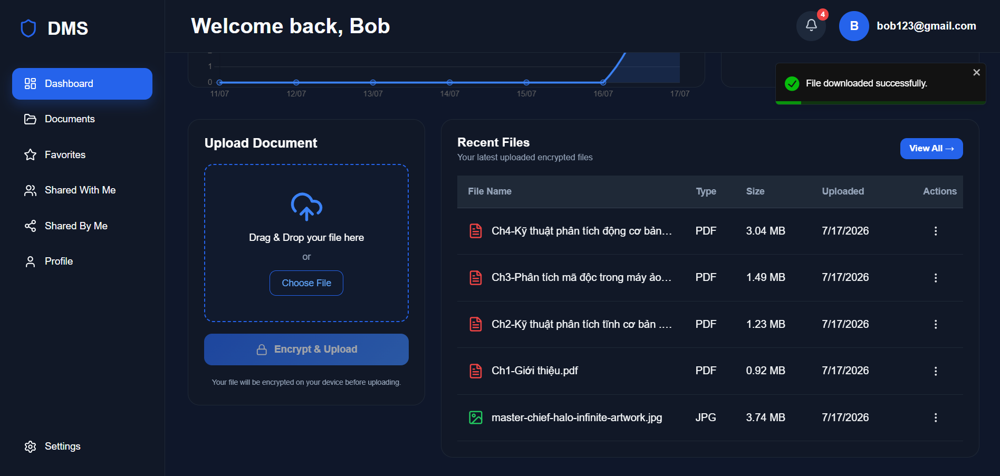 DMS
Welcome back, Bob
4
B
bob123@gmail.com
Dashboard
Documents
Favorites
Shared With Me
Shared By Me
Profile
Settings
1
0
11/07 12/07 13/07 14/07 15/07 16/07 17/07
File downloaded successfully.
Upload Document
Drag & Drop your file here
or
Choose File
Encrypt & Upload
Your file will be encrypted on your device before uploading.
Recent Files
Your latest uploaded encrypted files
View All →
File Name Type Size Uploaded Actions
Ch4-Kỹ thuật phân tích động cơ bản... PDF 3.04 MB 7/17/2026
Ch3-Phân tích mã độc trong máy ảo... PDF 1.49 MB 7/17/2026
Ch2-Kỹ thuật phân tích tĩnh cơ bản .... PDF 1.23 MB 7/17/2026
Ch1-Giới thiệu.pdf PDF 0.92 MB 7/17/2026
master-chief-halo-infinite-artwork.jpg JPG 3.74 MB 7/17/2026